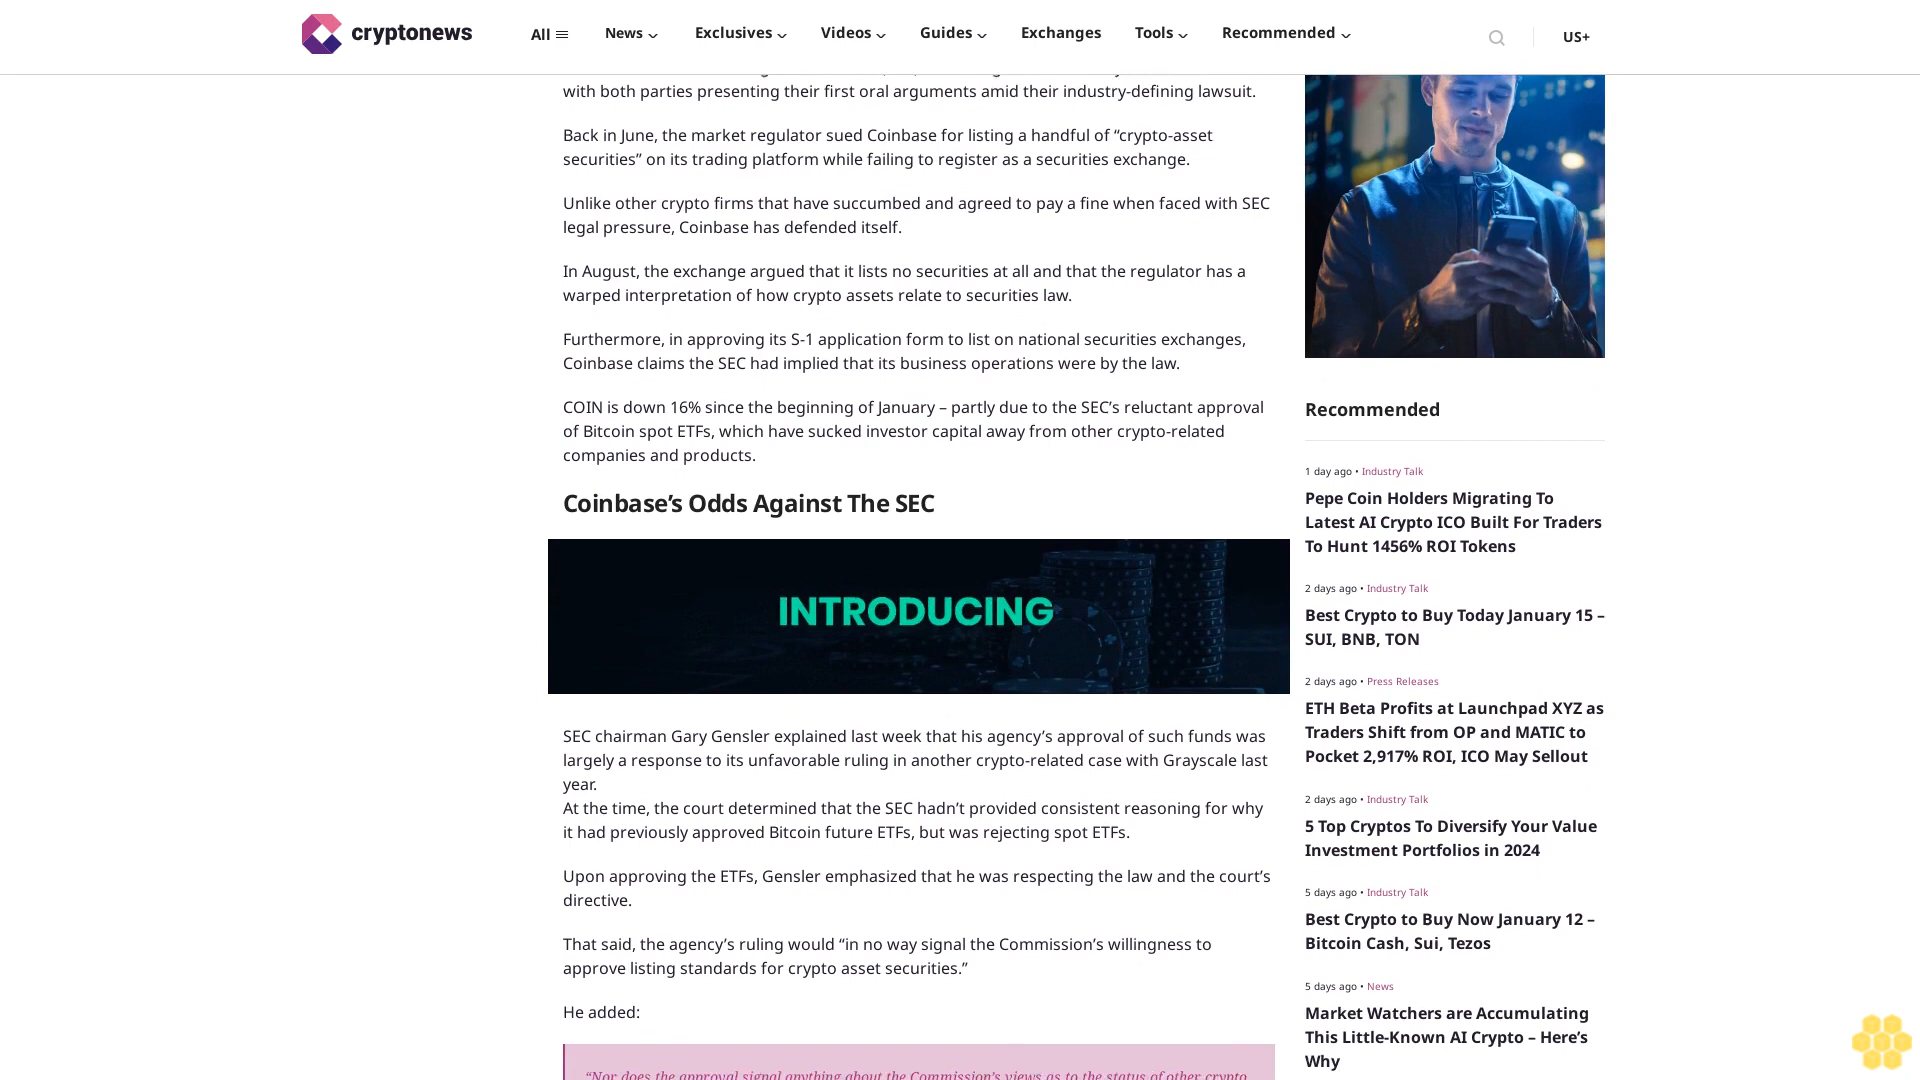 cryptonews
All
News
Exclusives
Videos
Guides
Exchanges
Tools
Recommended
US+
with both parties presenting their first oral arguments amid their industry-defining lawsuit.
Back in June, the market regulator sued Coinbase for listing a handful of “crypto-asset
securities” on its trading platform while failing to register as a securities exchange.
Unlike other crypto firms that have succumbed and agreed to pay a fine when faced with SEC
legal pressure, Coinbase has defended itself.
In August, the exchange argued that it lists no securities at all and that the regulator has a
warped interpretation of how crypto assets relate to securities law.
Furthermore, in approving its S-1 application form to list on national securities exchanges,
Coinbase claims the SEC had implied that its business operations were by the law.
COIN is down 16% since the beginning of January – partly due to the SEC’s reluctant approval
of Bitcoin spot ETFs, which have sucked investor capital away from other crypto-related
companies and products.
Coinbase’s Odds Against The SEC
INTRODUCING
SEC chairman Gary Gensler explained last week that his agency’s approval of such funds was
largely a response to its unfavorable ruling in another crypto-related case with Grayscale last
year.
At the time, the court determined that the SEC hadn’t provided consistent reasoning for why
it had previously approved Bitcoin future ETFs, but was rejecting spot ETFs.
Upon approving the ETFs, Gensler emphasized that he was respecting the law and the court’s
directive.
That said, the agency’s ruling would “in no way signal the Commission’s willingness to
approve listing standards for crypto asset securities.”
He added:
“Nor does the approval signal anything about the Commission’s views as to the status of other crypto
Recommended
1 day ago • Industry Talk
Pepe Coin Holders Migrating To
Latest AI Crypto ICO Built For Traders
To Hunt 1456% ROI Tokens
2 days ago • Industry Talk
Best Crypto to Buy Today January 15 –
SUI, BNB, TON
2 days ago • Press Releases
ETH Beta Profits at Launchpad XYZ as
Traders Shift from OP and MATIC to
Pocket 2,917% ROI, ICO May Sellout
2 days ago • Industry Talk
5 Top Cryptos To Diversify Your Value
Investment Portfolios in 2024
5 days ago • Industry Talk
Best Crypto to Buy Now January 12 –
Bitcoin Cash, Sui, Tezos
5 days ago • News
Market Watchers are Accumulating
This Little-Known AI Crypto – Here’s
Why